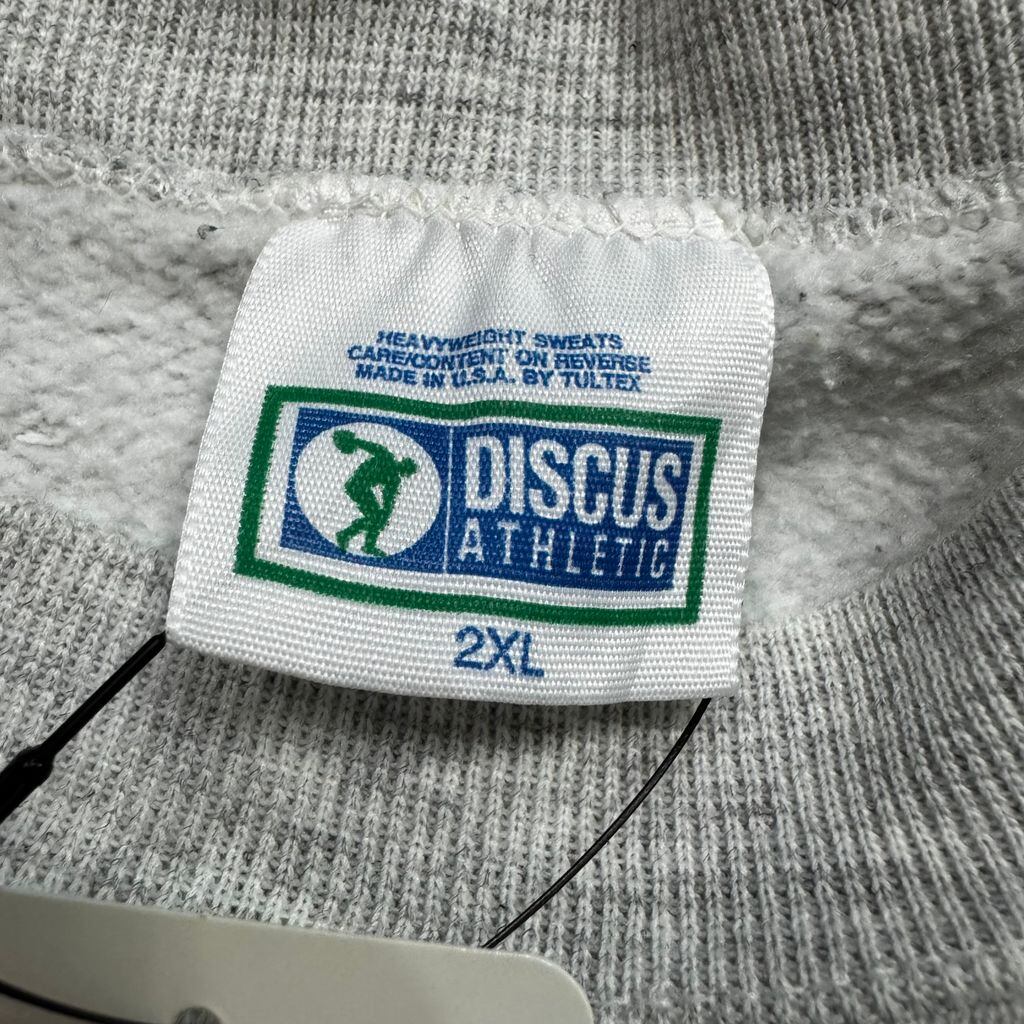 HEAVYWEIGHT SWEATS
CARE/CONTENT ON REVERSE
MADE IN U.S.A. BY TULTEX
DISCUS
ATHLETIC
2XL